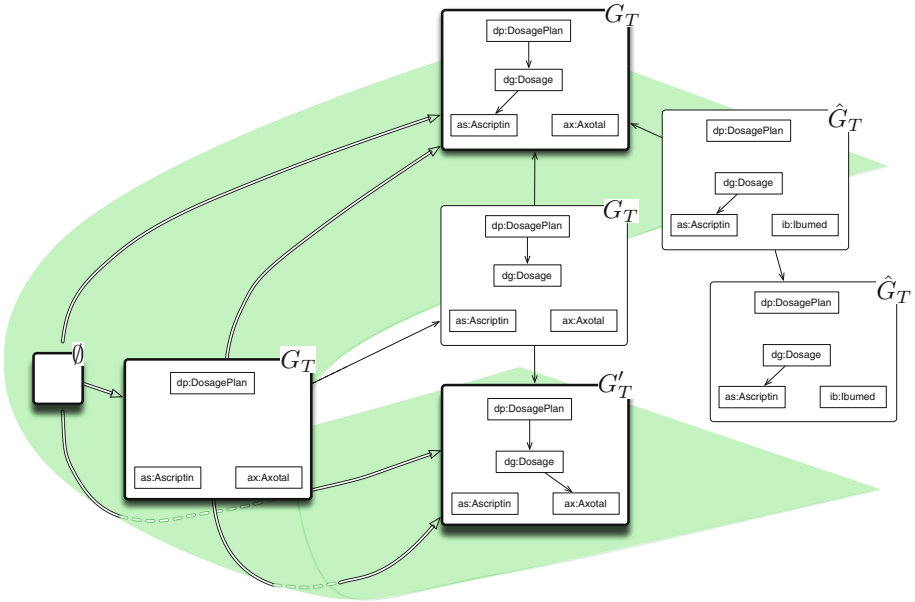 G_T
dp:DosagePlan
dg:Dosage
as:Ascriptin ax:Axotal
Ĝ_T
dp:DosagePlan
dg:Dosage
as:Ascriptin ib:Ibumed
G_T
dp:DosagePlan
dg:Dosage
as:Ascriptin ax:Axotal
Ĝ_T
dp:DosagePlan
dg:Dosage
as:Ascriptin ib:Ibumed
∅
G_T
dp:DosagePlan
as:Ascriptin ax:Axotal
G'_T
dp:DosagePlan
dg:Dosage
as:Ascriptin ax:Axotal